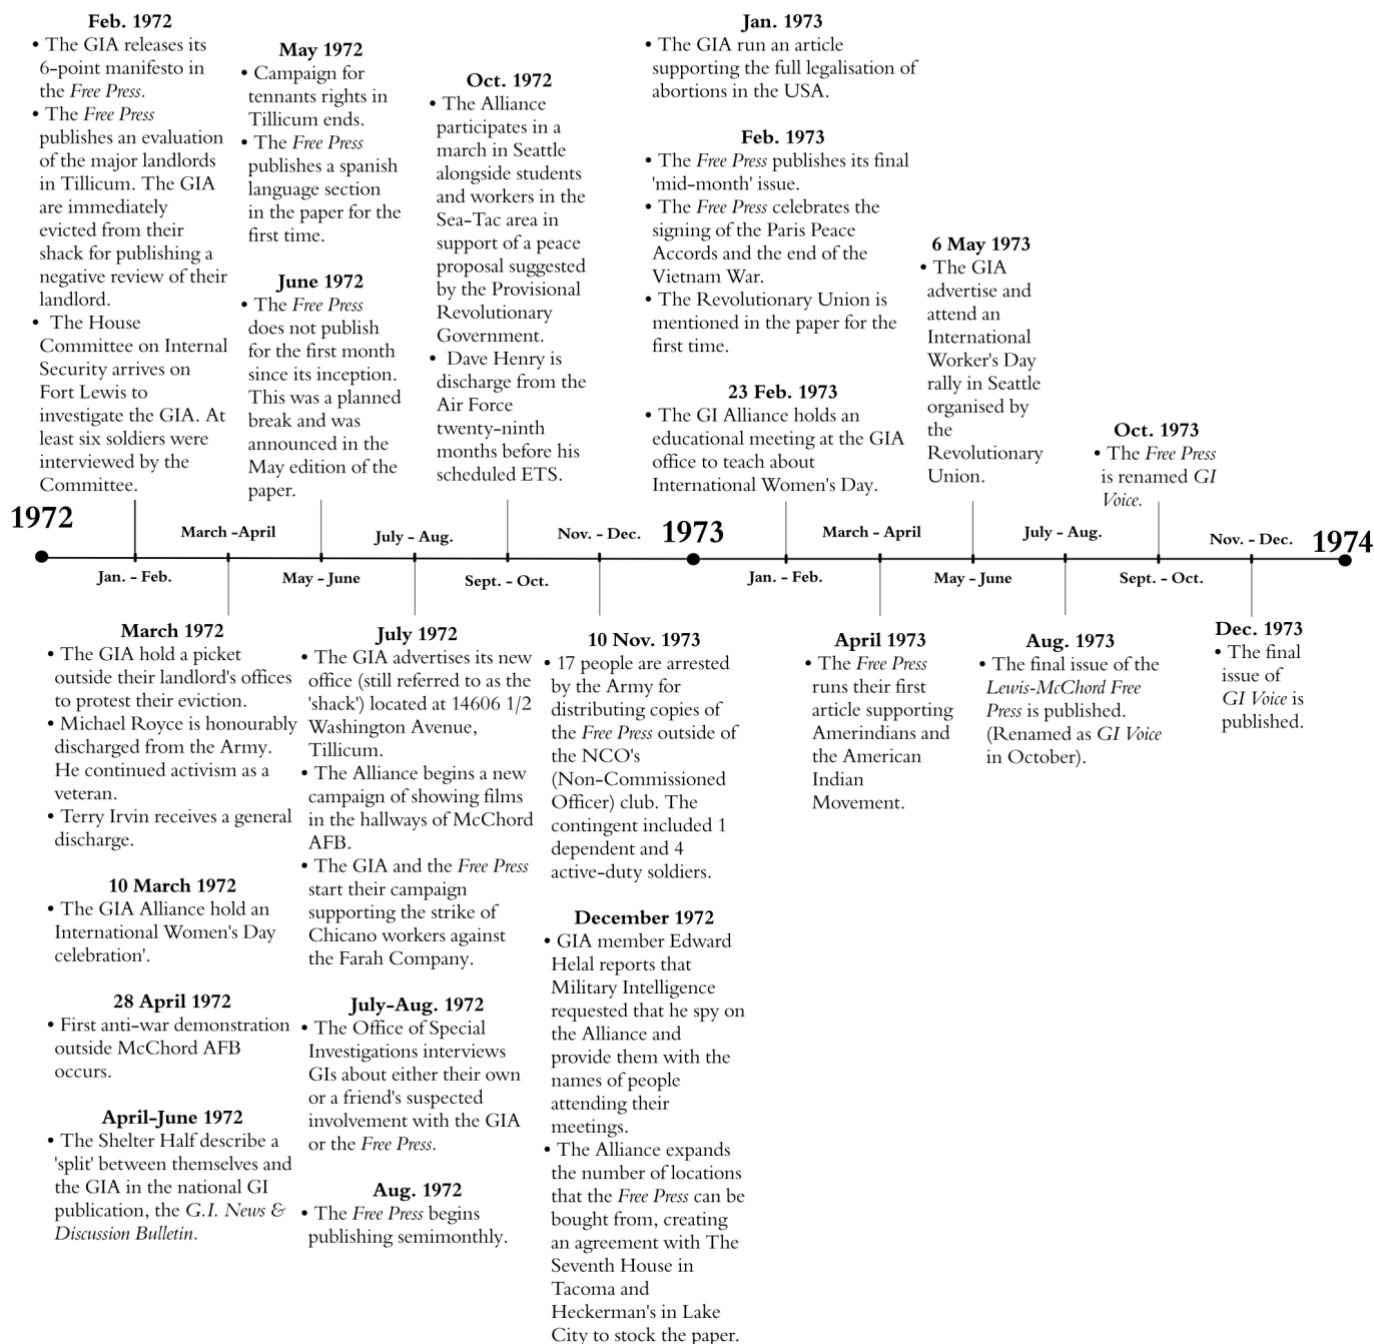 Feb. 1972
• The GIA releases its
6-point manifesto in
the Free Press.
• The Free Press
publishes an evaluation
of the major landlords
in Tillicum. The GIA
are immediately
evicted from their
shack for publishing a
negative review of their
landlord.
• The House
Committee on Internal
Security arrives on
Fort Lewis to
investigate the GIA. At
least six soldiers were
interviewed by the
Committee.
May 1972
• Campaign for
tennants rights in
Tillicum ends.
• The Free Press
publishes a spanish
language section
in the paper for the
first time.
June 1972
• The Free Press
does not publish
for the first month
since its inception.
This was a planned
break and was
announced in the
May edition of the
paper.
Oct. 1972
• The Alliance
participates in a
march in Seattle
alongside students
and workers in the
Sea-Tac area in
support of a peace
proposal suggested
by the Provisional
Revolutionary
Government.
• Dave Henry is
discharge from the
Air Force
twenty-ninth
months before his
scheduled ETS.
Jan. 1973
• The GIA run an article
supporting the full legalisation of
abortions in the USA.
Feb. 1973
• The Free Press publishes its final
'mid-month' issue.
• The Free Press celebrates the
signing of the Paris Peace
Accords and the end of the
Vietnam War.
• The Revolutionary Union is
mentioned in the paper for the
first time.
23 Feb. 1973
• The GI Alliance holds an
educational meeting at the GIA
office to teach about
International Women's Day.
6 May 1973
• The GIA
advertise and
attend an
International
Worker's Day
rally in Seattle
organised by
the
Revolutionary
Union.
Oct. 1973
• The Free Press
is renamed GI
Voice.
1972
March -April
July - Aug.
Nov. - Dec.
1973
March - April
July - Aug.
Nov. - Dec.
1974
Jan. - Feb.
May - June
Sept. - Oct.
Jan. - Feb.
May - June
Sept. - Oct.
March 1972
• The GIA hold a picket
outside their landlord's offices
to protest their eviction.
• Michael Royce is honourably
discharged from the Army.
He continued activism as a
veteran.
• Terry Irvin receives a general
discharge.
10 March 1972
• The GIA Alliance hold an
International Women's Day
celebration'.
28 April 1972
• First anti-war demonstration
outside McChord AFB
occurs.
April-June 1972
• The Shelter Half describe a
'split' between themselves and
the GIA in the national GI
publication, the G.I. News &
Discussion Bulletin.
July 1972
• The GIA advertises its new
office (still referred to as the
'shack') located at 14606 1/2
Washington Avenue,
Tillicum.
• The Alliance begins a new
campaign of showing films
in the hallways of McChord
AFB.
• The GIA and the Free Press
start their campaign
supporting the strike of
Chicano workers against
the Farah Company.
July-Aug. 1972
• The Office of Special
Investigations interviews
GIs about either their own
or a friend's suspected
involvement with the GIA
or the Free Press.
Aug. 1972
• The Free Press begins
publishing semimonthly.
10 Nov. 1973
• 17 people are arrested
by the Army for
distributing copies of
the Free Press outside of
the NCO's
(Non-Commissioned
Officer) club. The
contingent included 1
dependent and 4
active-duty soldiers.
December 1972
• GIA member Edward
Helal reports that
Military Intelligence
requested that he spy on
the Alliance and
provide them with the
names of people
attending their
meetings.
• The Alliance expands
the number of locations
that the Free Press can be
bought from, creating
an agreement with The
Seventh House in
Tacoma and
Heckerman's in Lake
City to stock the paper.
April 1973
• The Free Press
runs their first
article supporting
Amerindians and
the American
Indian
Movement.
Aug. 1973
• The final issue of the
Lewis-McChord Free
Press is published.
(Renamed as GI Voice
in October).
Dec. 1973
• The final
issue of
GI Voice is
published.